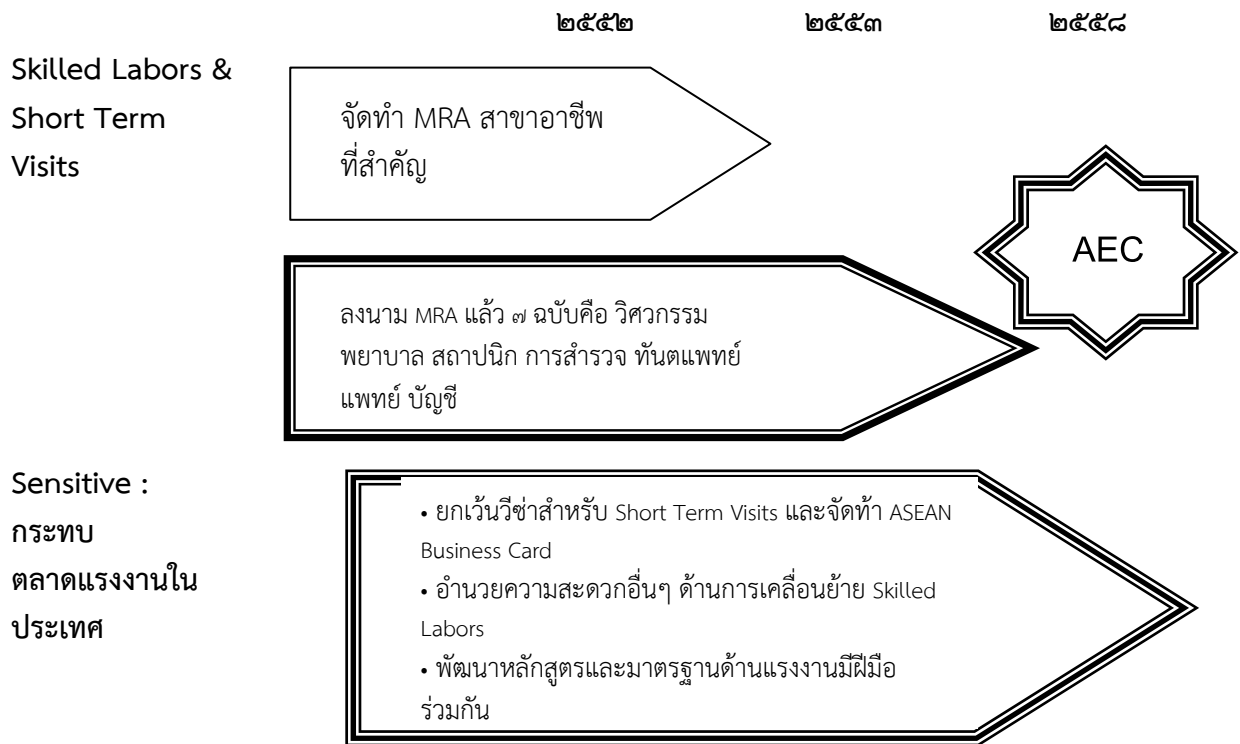 ๒๕๕๒ ๒๕๕๓ ๒๕๕๘
Skilled Labors &
Short Term
Visits
จัดทำ MRA สาขาอาชีพ
ที่สำคัญ
AEC
ลงนาม MRA แล้ว ๗ ฉบับคือ วิศวกรรม
พยาบาล สถาปนิก การสำรวจ ทันตแพทย์
แพทย์ บัญชี
Sensitive :
กระทบ
ตลาดแรงงานใน
ประเทศ
• ยกเว้นวีซ่าสำหรับ Short Term Visits และจัดท้า ASEAN
Business Card
• อำนวยความสะดวกอื่นๆ ด้านการเคลื่อนย้าย Skilled
Labors
• พัฒนาหลักสูตรและมาตรฐานด้านแรงงานมีฝีมือ
ร่วมกัน